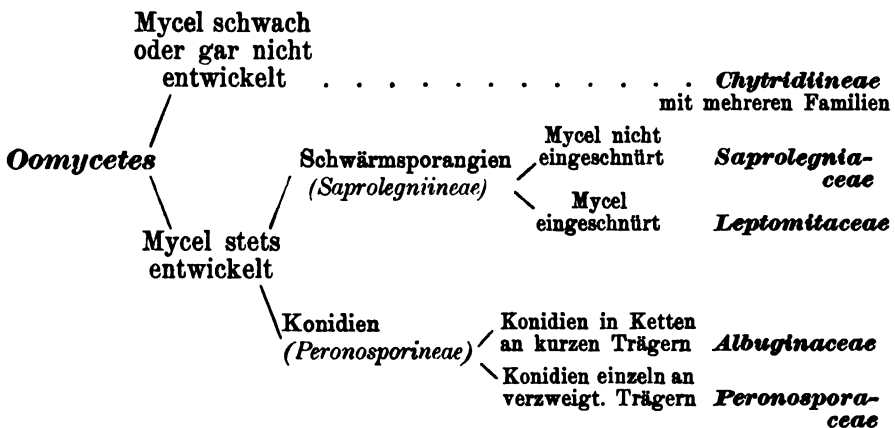 Mycel schwach
oder gar nicht
entwickelt . . . . . . . . . . . . Chytridiineae
mit mehreren Familien
Oomycetes
Schwärmsporangien
(Saprolegniineae)
Mycel nicht
eingeschnürt
Saprolegnia-
ceae
Mycel
eingeschnürt
Leptomitaceae
Mycel stets
entwickelt
Konidien
(Peronosporineae)
Konidien in Ketten
an kurzen Trägern
Albuginaceae
Konidien einzeln an
verzweigt. Trägern
Peronospora-
ceae